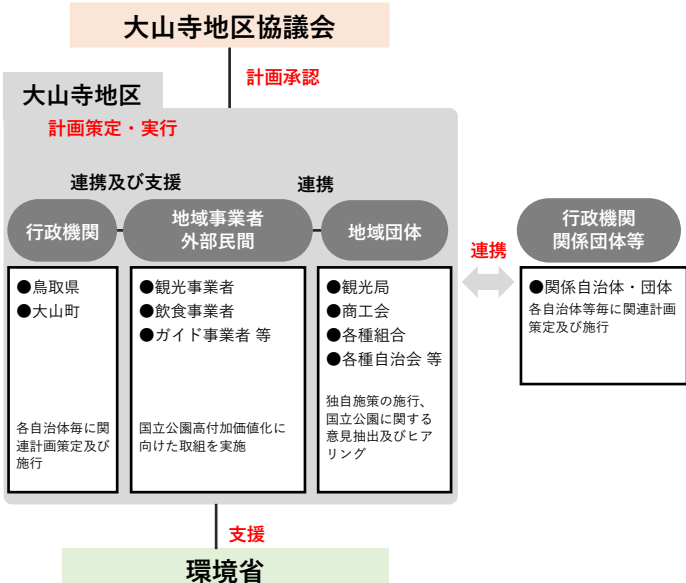 大山寺地区協議会
計画承認
大山寺地区
計画策定・実行
連携及び支援
連携
行政機関
地域事業者
外部民間
地域団体
連携
行政機関
関係団体等
●鳥取県
●大山町
各自治体毎に関
連計画策定及び
施行
●観光事業者
●飲食事業者
●ガイド事業者 等
国立公園高付加価値化に
向けた取組を実施
●観光局
●商工会
●各種組合
●各種自治会 等
独自施策の施行、
国立公園に関する
意見抽出及びヒア
リング
●関係自治体・団体
各自治体等毎に関連計画
策定及び施行
支援
環境省